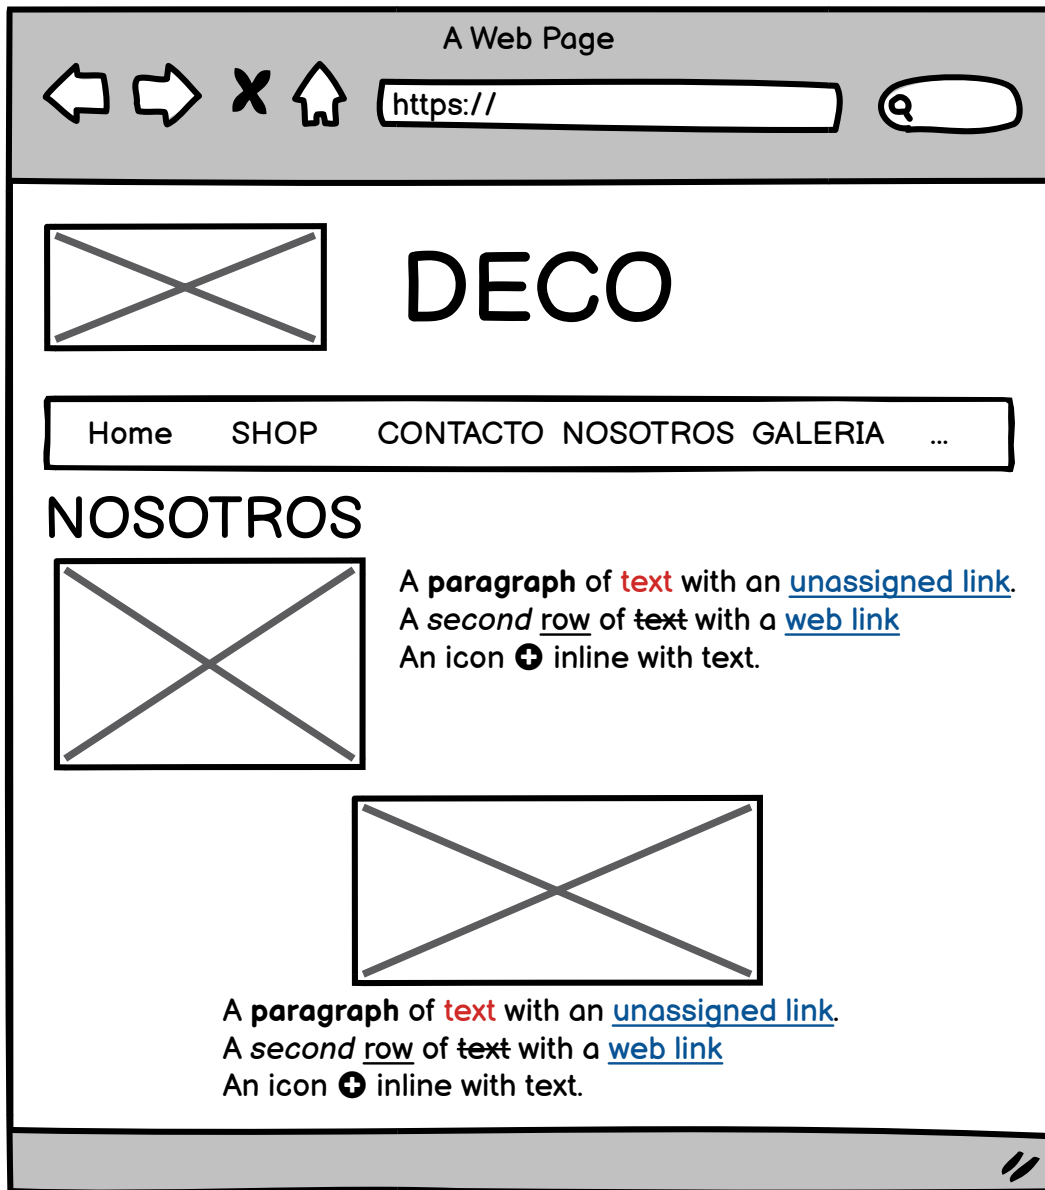 A Web Page
https://
DECO
Home SHOP CONTACTO NOSOTROS GALERIA ...
NOSOTROS
A paragraph of text with an unassigned link.
A second row of text with a web link
An icon inline with text.
A paragraph of text with an unassigned link.
A second row of text with a web link
An icon inline with text.